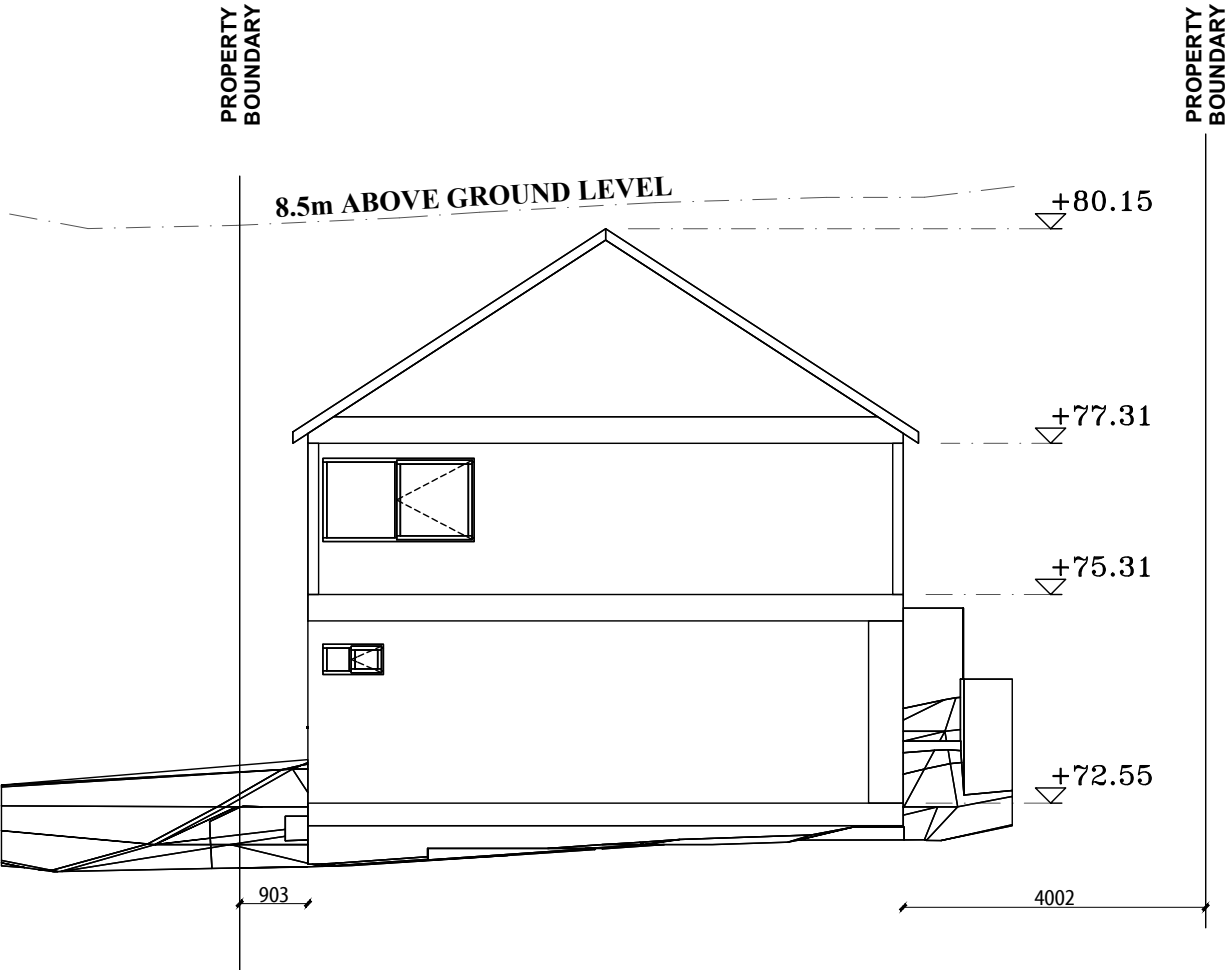 PROPERTY
BOUNDARY
PROPERTY
BOUNDARY
8.5m ABOVE GROUND LEVEL
+80.15
+77.31
+75.31
+72.55
903
4002